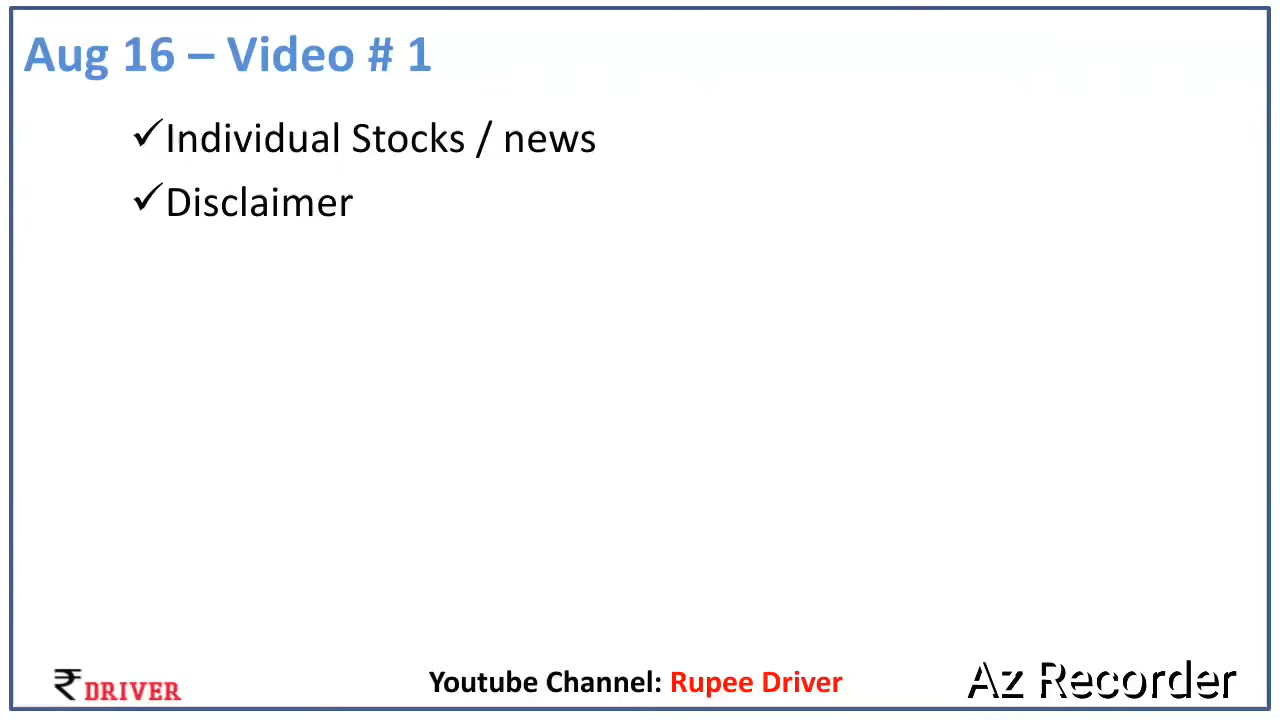 Aug 16 – Video # 1
✓Individual Stocks / news
✓Disclaimer
₹ DRIVER
Youtube Channel: Rupee Driver
Az Recorder